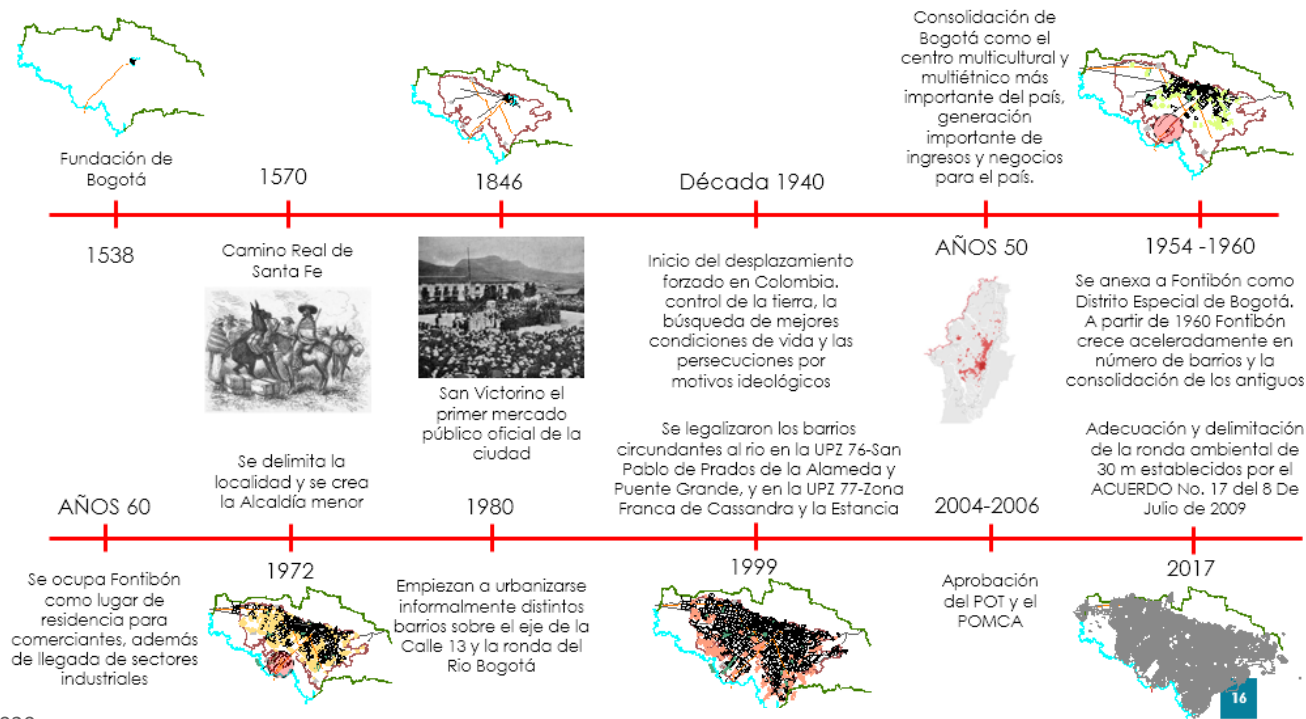 Fundación de
Bogotá
1570
1846
Década 1940
Consolidación de
Bogotá como el
centro multicultural y
multiétnico más
importante del país,
generación
importante de
ingresos y negocios
para el país.
1538
Camino Real de
Santa Fe
San Victorino el
primer mercado
público oficial de la
ciudad
Inicio del desplazamiento
forzado en Colombia.
control de la tierra, la
búsqueda de mejores
condiciones de vida y las
persecuciones por
motivos ideológicos
AÑOS 50
1954 -1960
Se anexa a Fontibón como
Distrito Especial de Bogotá.
A partir de 1960 Fontibón
crece aceleradamente en
número de barrios y la
consolidación de los antiguos
AÑOS 60
Se delimita la
localidad y se crea
la Alcaldía menor
1980
Se legalizaron los barrios
circundantes al rio en la UPZ 76-San
Pablo de Prados de la Alameda y
Puente Grande, y en la UPZ 77-Zona
Franca de Cassandra y la Estancia
2004-2006
Adecuación y delimitación
de la ronda ambiental de
30 m establecidos por el
ACUERDO No. 17 del 8 De
Julio de 2009
Se ocupa Fontibón
como lugar de
residencia para
comerciantes, además
de llegada de sectores
industriales
1972
Empiezan a urbanizarse
informalmente distintos
barrios sobre el eje de la
Calle 13 y la ronda del
Rio Bogotá
1999
Aprobación
del POT y el
POMCA
2017
16